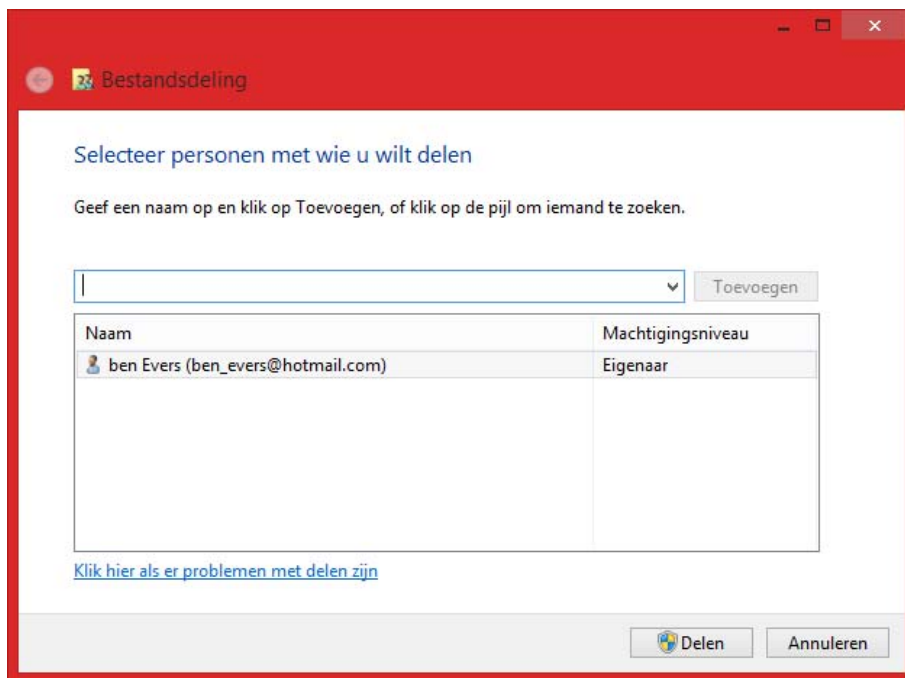 Bestandsdeling
Selecteer personen met wie u wilt delen
Geef een naam op en klik op Toevoegen, of klik op de pijl om iemand te zoeken.
Toevoegen
Naam Machtigingsniveau
ben Evers (ben_evers@hotmail.com) Eigenaar
Klik hier als er problemen met delen zijn
Delen Annuleren